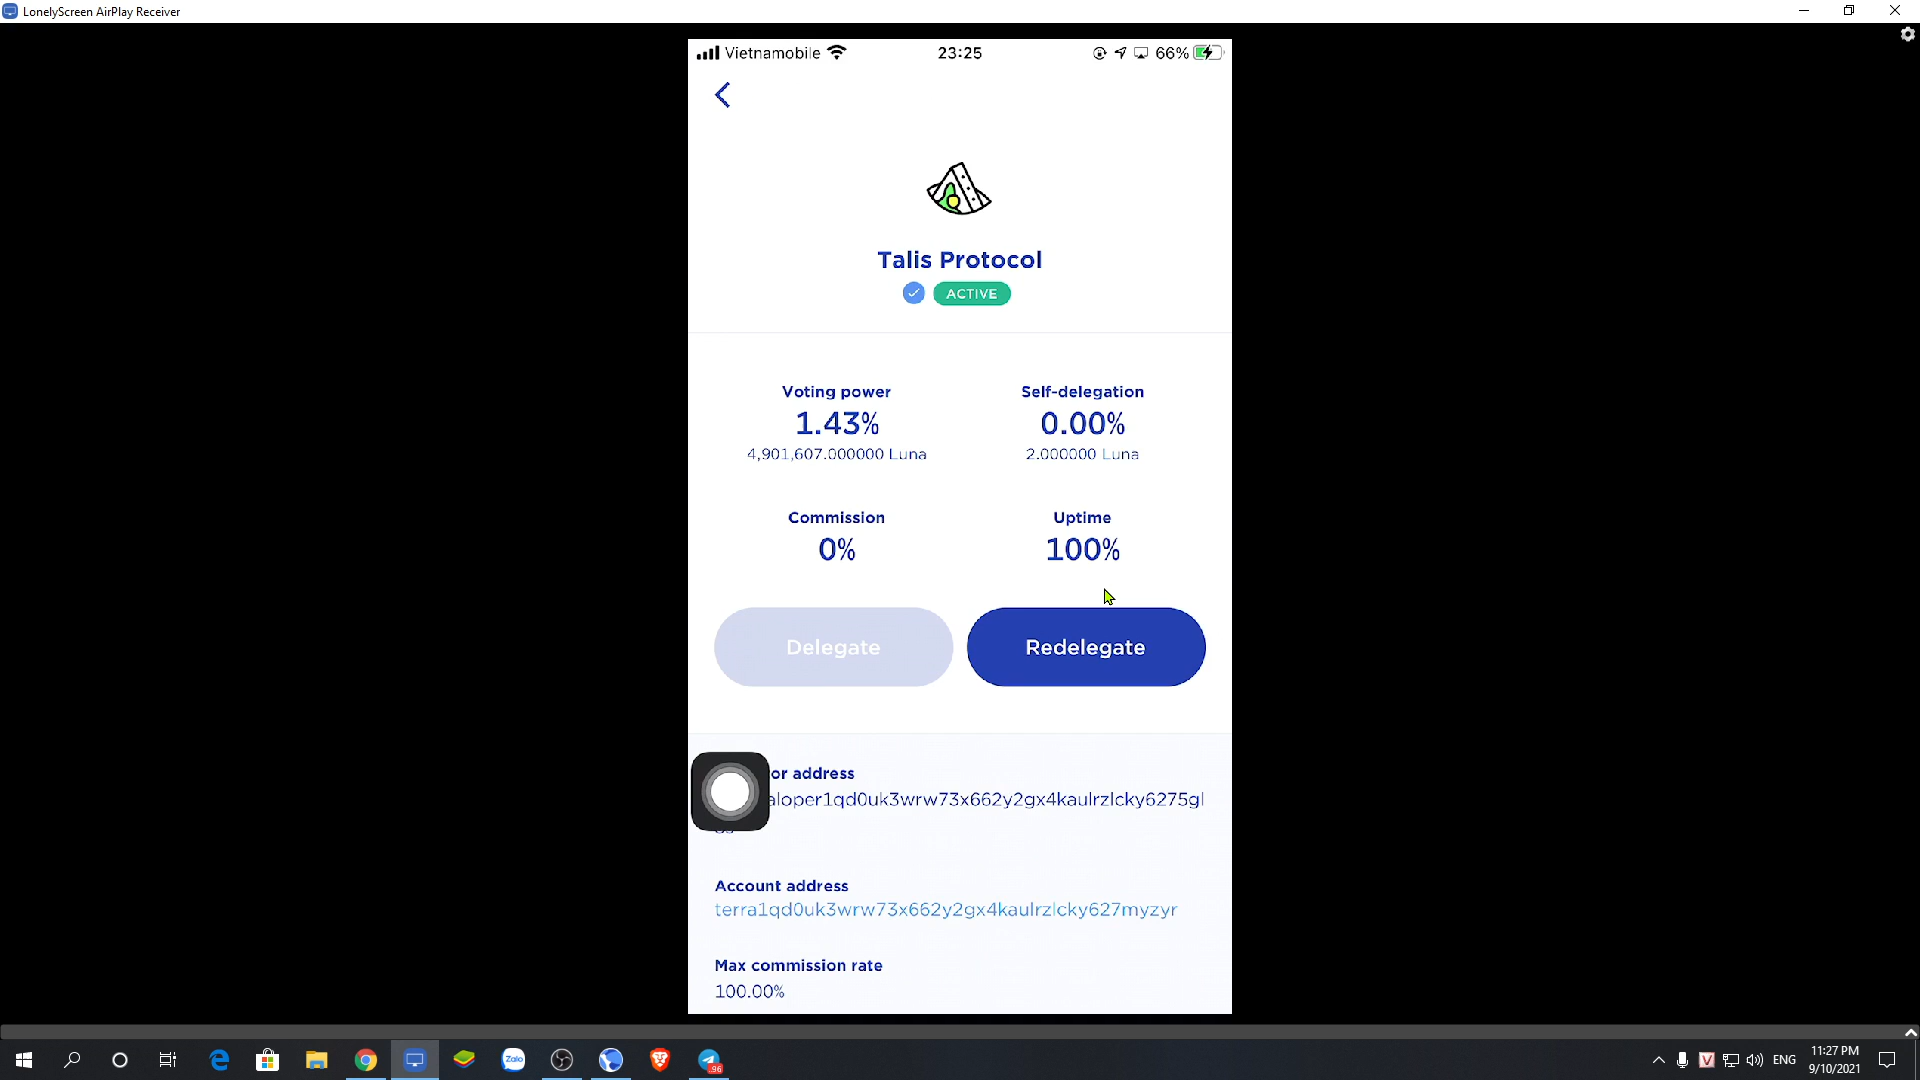 LonelyScreen AirPlay Receiver
Vietnamobile 23:25 66%
Talis Protocol
ACTIVE
Voting power Self-delegation
1.43% 0.00%
4,901,607.000000 Luna 2.000000 Luna
Commission Uptime
0% 100%
Delegate Redelegate
or address
aloper1qd0uk3wrw73x662y2gx4kaulrzlcky6275gl
Account address
terra1qd0uk3wrw73x662y2gx4kaulrzlcky627myzyr
Max commission rate
100.00%
Zalo
96
V
ENG
11:27 PM
9/10/2021